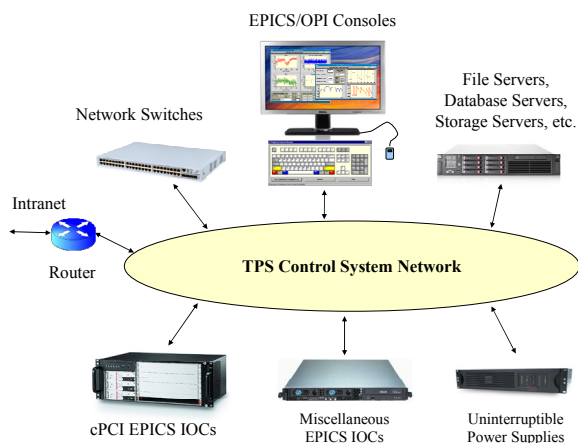 EPICS/OPI Consoles
File Servers,
Database Servers,
Storage Servers, etc.
Network Switches
Intranet
Router
TPS Control System Network
cPCI EPICS IOCs
Miscellaneous
EPICS IOCs
Uninterruptible
Power Supplies